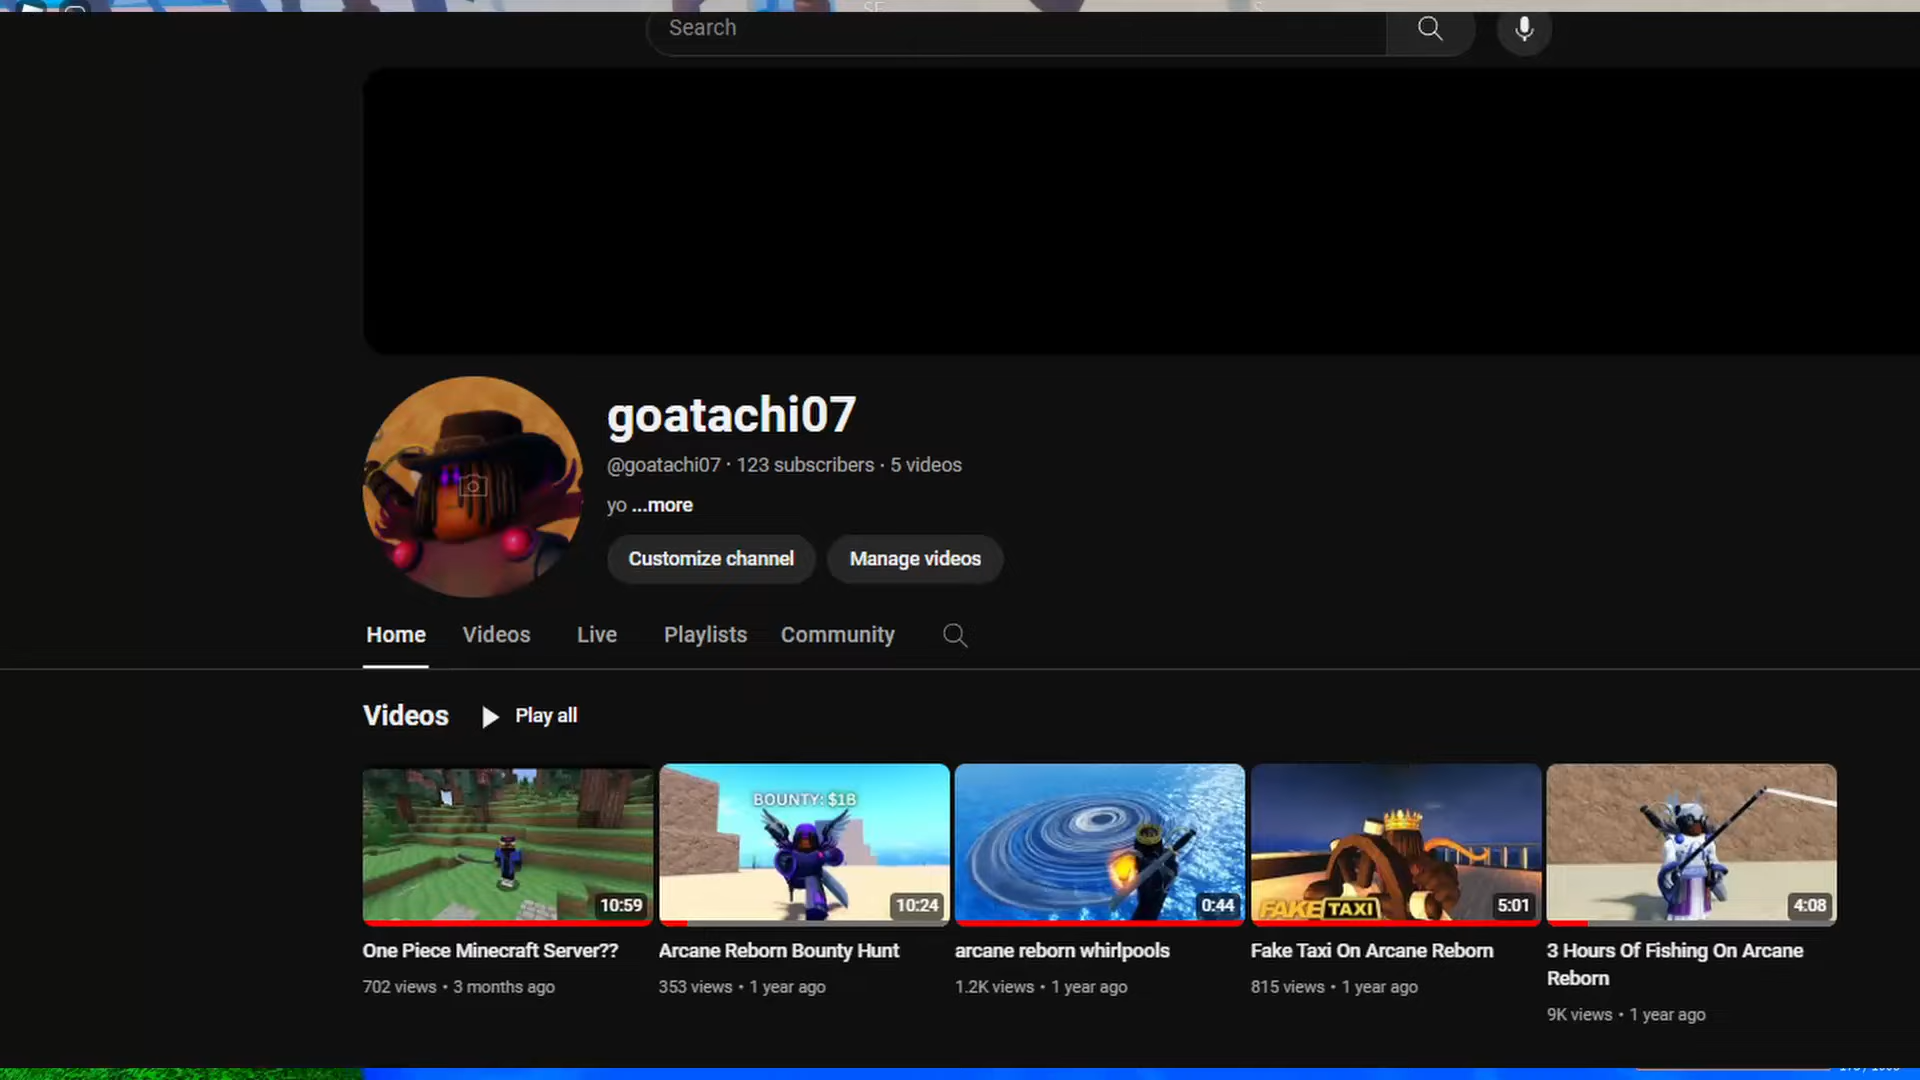 Search
goatachi07
@goatachi07 · 123 subscribers · 5 videos
yo ...more
Customize channel
Manage videos
Home
Videos
Live
Playlists
Community
Videos
Play all
10:59
BOUNTY: $1B
10:24
0:44
FAKE TAXI
5:01
4:08
One Piece Minecraft Server??
702 views • 3 months ago
Arcane Reborn Bounty Hunt
353 views • 1 year ago
arcane reborn whirlpools
1.2K views • 1 year ago
Fake Taxi On Arcane Reborn
815 views • 1 year ago
3 Hours Of Fishing On Arcane
Reborn
9K views • 1 year ago